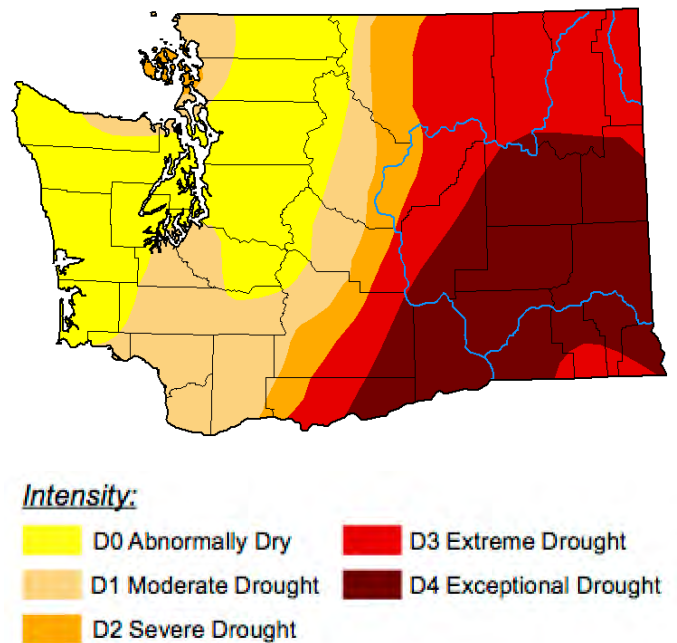 Intensity:
D0 Abnormally Dry
D3 Extreme Drought
D1 Moderate Drought
D4 Exceptional Drought
D2 Severe Drought